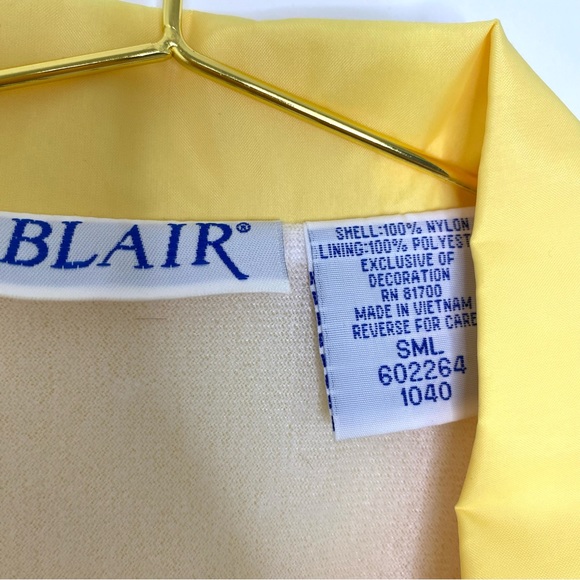 BLAIR®
SHELL:100% NYLON
LINING:100% POLYEST
EXCLUSIVE OF
DECORATION
RN 81700
MADE IN VIETNAM
REVERSE FOR CARE
SML
602264
1040